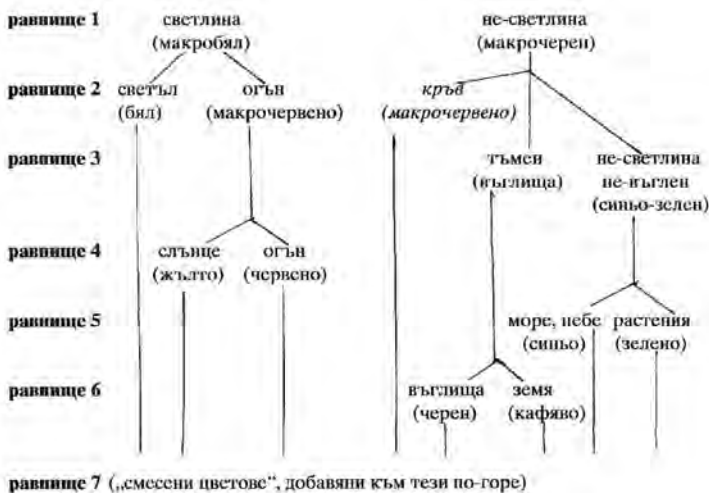 равнище 1 светлина не-светлина
(макробял) (макрочерен)
равнище 2 светъл огън кръв
(бял) (макрочервено) (макрочервено)
равнище 3 тъмен не-светлина
(въглища) не-въглен
(синьо-зелен)
равнище 4 слънце огън
(жълто) (червено)
равнище 5 море, небе растения
(синьо) (зелено)
равнище 6 въглища земя
(черен) (кафяво)
равнище 7 („смесени цветове“, добавяни към тези по-горе)